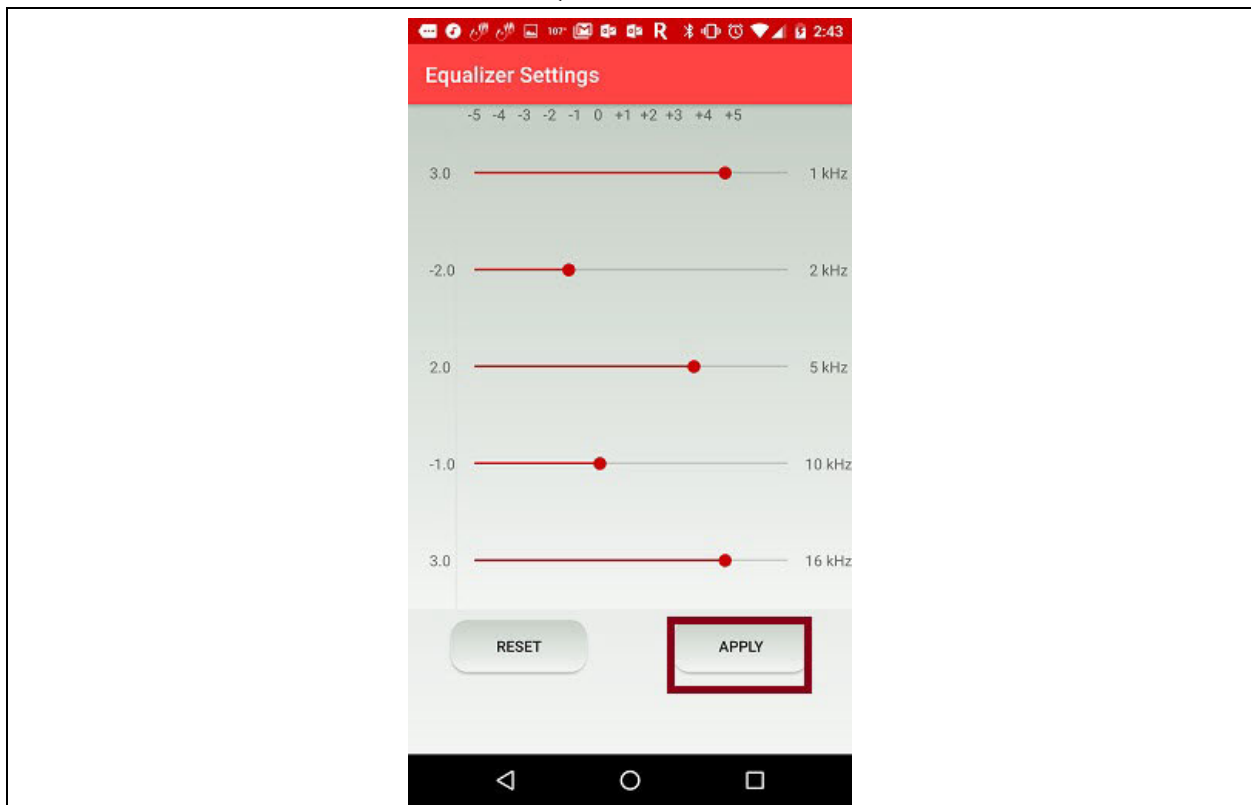 107° R 2:43
Equalizer Settings
-5 -4 -3 -2 -1 0 +1 +2 +3 +4 +5
3.0 1 kHz
-2.0 2 kHz
2.0 5 kHz
-1.0 10 kHz
3.0 16 kHz
RESET APPLY